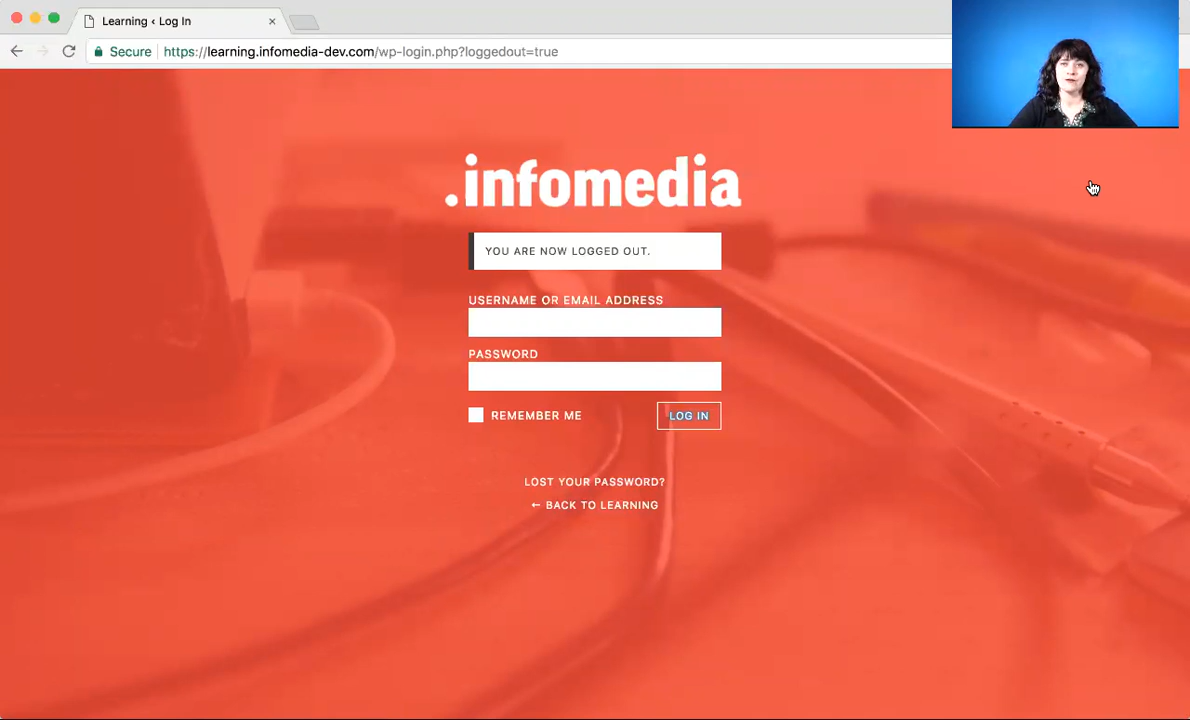 Learning ‹ Log In
Secure https://learning.infomedia-dev.com/wp-login.php?loggedout=true
.infomedia
YOU ARE NOW LOGGED OUT.
USERNAME OR EMAIL ADDRESS
PASSWORD
REMEMBER ME LOG IN
LOST YOUR PASSWORD?
← BACK TO LEARNING